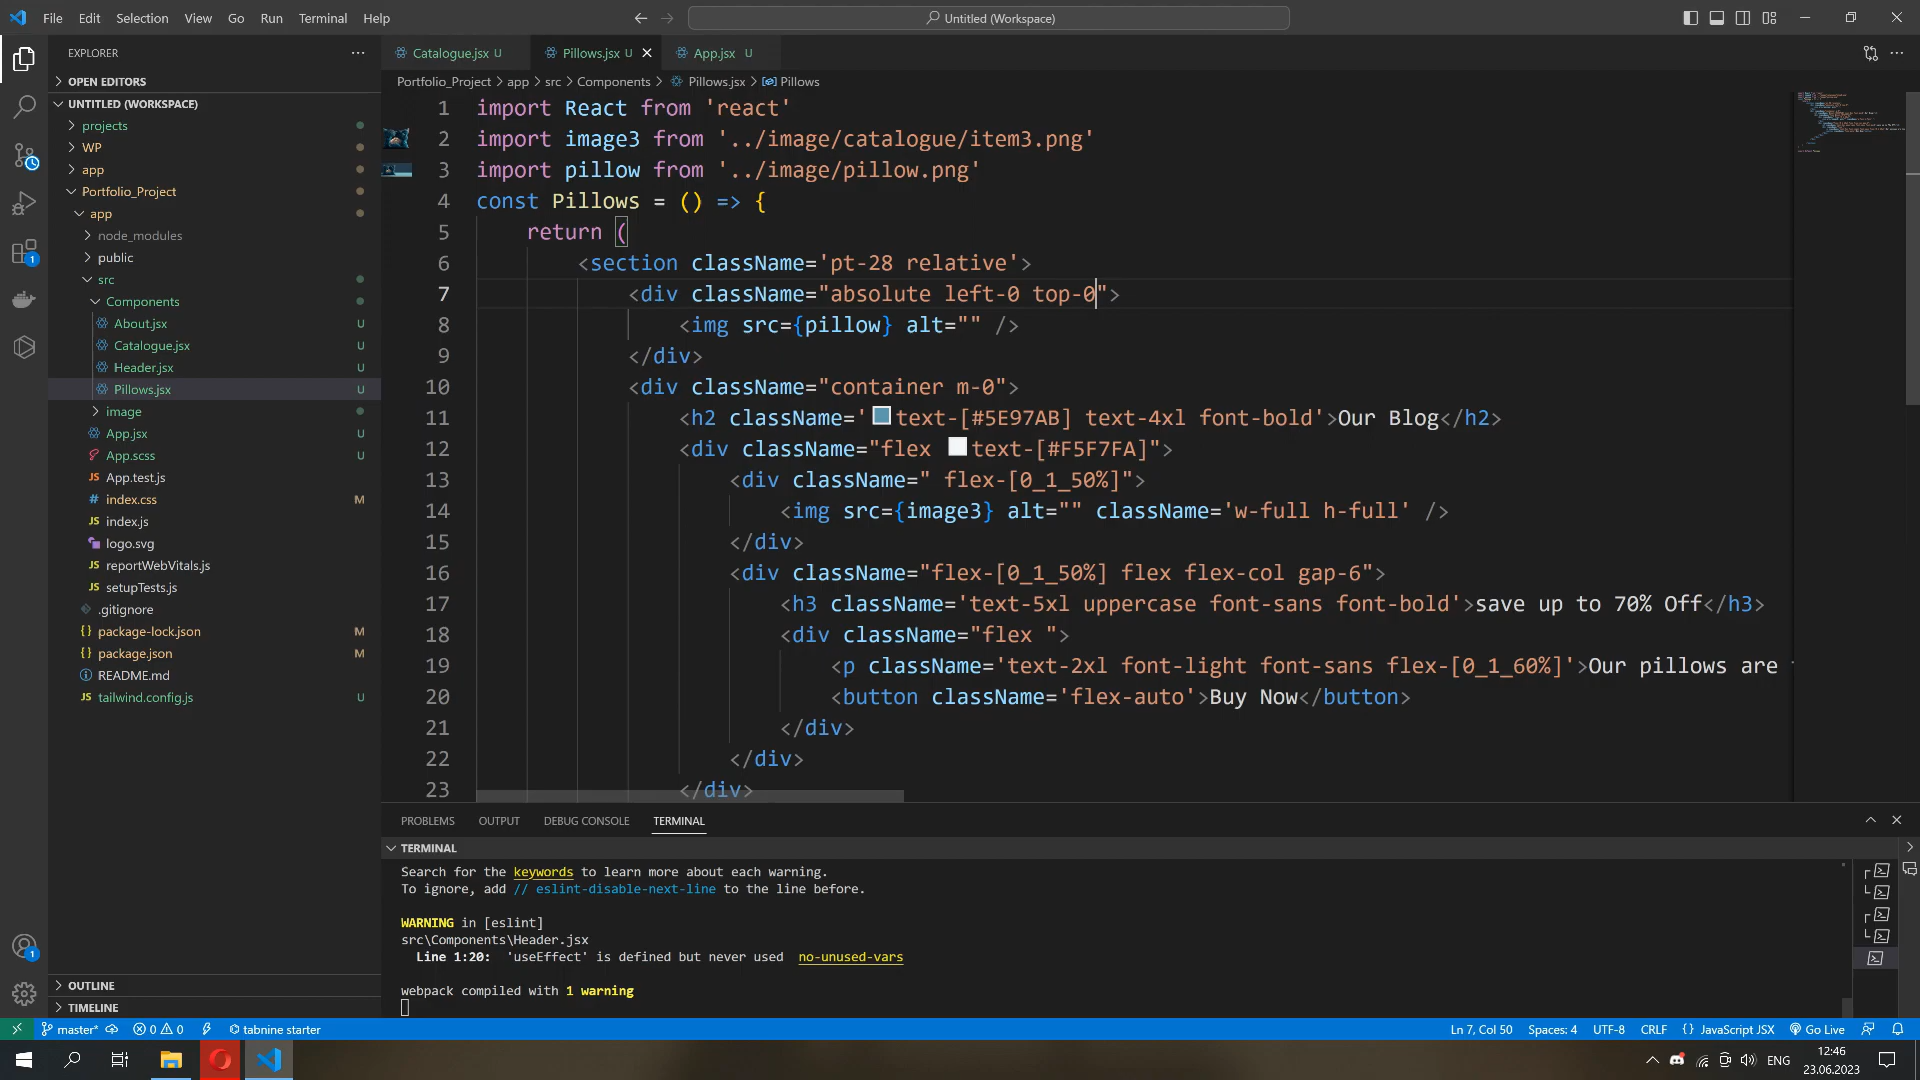 File Edit Selection View Go Run Terminal Help
Untitled (Workspace)
EXPLORER
OPEN EDITORS
UNTITLED (WORKSPACE)
projects
WP
app
Portfolio_Project
app
node_modules
public
src
Components
About.jsx U
Catalogue.jsx U
Header.jsx U
Pillows.jsx U
image
App.jsx U
App.scss U
JS App.test.js
# index.css M
JS index.js
logo.svg
JS reportWebVitals.js
JS setupTests.js
.gitignore
{} package-lock.json M
{} package.json M
README.md
JS tailwind.config.js U
OUTLINE
TIMELINE
1
1
Catalogue.jsx U Pillows.jsx U App.jsx U
Portfolio_Project > app > src > Components > Pillows.jsx > Pillows
1 import React from 'react'
2 import image3 from '../image/catalogue/item3.png'
3 import pillow from '../image/pillow.png'
4 const Pillows = () => {
5 return (
6 <section className='pt-28 relative'>
7 <div className="absolute left-0 top-0">
8 <img src={pillow} alt="" />
9 </div>
10 <div className="container m-0">
11 <h2 className='text-[#5E97AB] text-4xl font-bold'>Our Blog</h2>
12 <div className="flex text-[#F5F7FA]">
13 <div className=" flex-[0_1_50%]">
14 <img src={image3} alt="" className='w-full h-full' />
15 </div>
16 <div className="flex-[0_1_50%] flex flex-col gap-6">
17 <h3 className='text-5xl uppercase font-sans font-bold'>save up to 70% Off</h3>
18 <div className="flex ">
19 <p className='text-2xl font-light font-sans flex-[0_1_60%]'>Our pillows are
20 <button className='flex-auto'>Buy Now</button>
21 </div>
22 </div>
23 </div>
PROBLEMS OUTPUT DEBUG CONSOLE TERMINAL
TERMINAL
Search for the keywords to learn more about each warning.
To ignore, add // eslint-disable-next-line to the line before.
WARNING in [eslint]
src\Components\Header.jsx
Line 1:20: 'useEffect' is defined but never used no-unused-vars
webpack compiled with 1 warning
master* 0 0 tabnine starter
Ln 7, Col 50 Spaces: 4 UTF-8 CRLF {} JavaScript JSX Go Live
ENG
12:46
23.06.2023